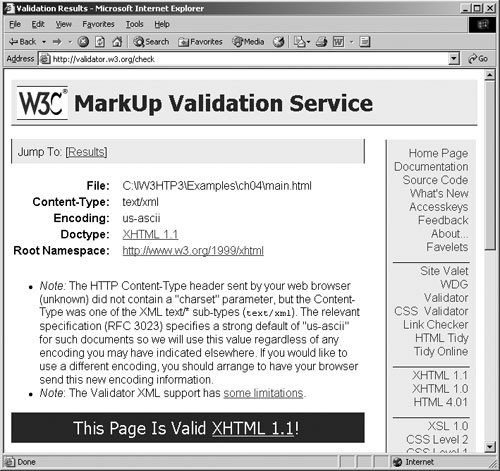 Validation Results - Microsoft Internet Explorer
File Edit View Favorites Tools Help
Back Search Favorites Media
Address http://validator.w3.org/check Go
W3C® MarkUp Validation Service
Jump To: [Results]
File: C:\IW3HTP3\Examples\ch04\main.html
Content-Type: text/xml
Encoding: us-ascii
Doctype: XHTML 1.1
Root Namespace: http://www.w3.org/1999/xhtml
• Note: The HTTP Content-Type header sent by your web browser
(unknown) did not contain a "charset" parameter, but the Content-
Type was one of the XML text/* sub-types (text/xml). The relevant
specification (RFC 3023) specifies a strong default of "us-ascii"
for such documents so we will use this value regardless of any
encoding you may have indicated elsewhere. If you would like to
use a different encoding, you should arrange to have your browser
send this new encoding information.
• Note: The Validator XML support has some limitations.
This Page Is Valid XHTML 1.1!
Home Page
Documentation
Source Code
What's New
Accesskeys
Feedback
About...
Favelets
Site Valet
WDG
Validator
CSS Validator
Link Checker
HTML Tidy
Tidy Online
XHTML 1.1
XHTML 1.0
HTML 4.01
XSL 1.0
CSS Level 2
CSS Level 1
Done Internet